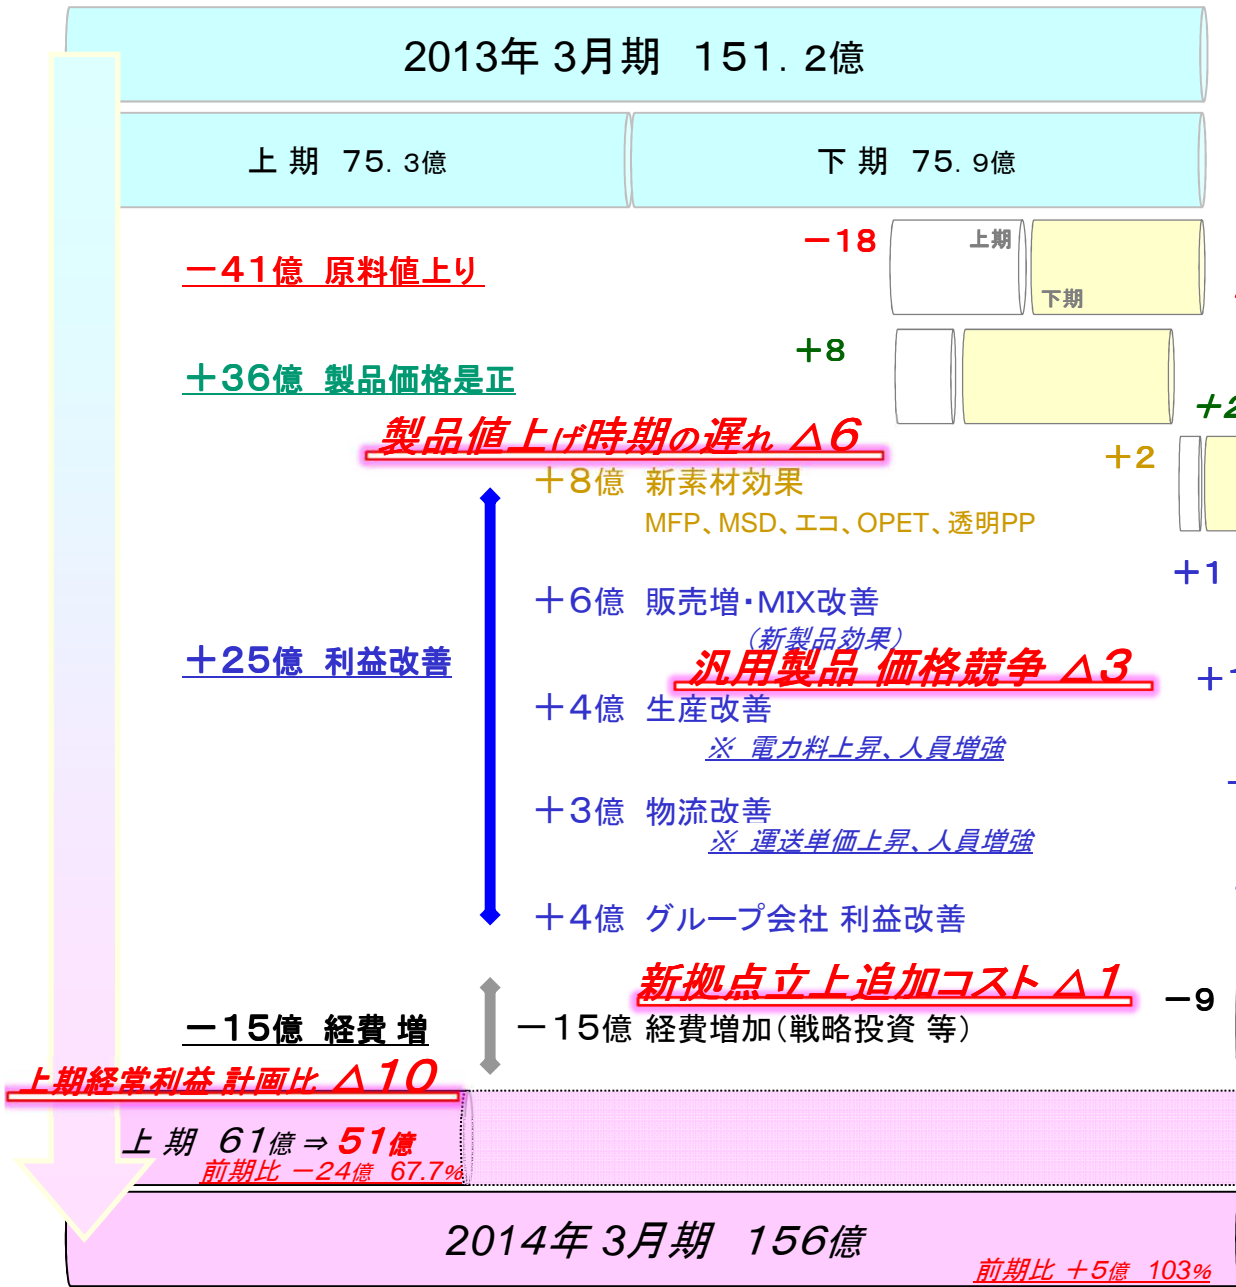 2013年 3月期 151. 2億
上 期 75. 3億
下 期 75. 9億
－41億 原料値上り
－18
上期
下期
＋36億 製品価格是正
＋8
製品値上げ時期の遅れ △6
＋8億 新素材効果
MFP、MSD、エコ、OPET、透明PP
＋2
＋6億 販売増・MIX改善
(新製品効果)
＋1
＋25億 利益改善
汎用製品 価格競争 △3
＋4億 生産改善
※ 電力料上昇、人員増強
＋3億 物流改善
※ 運送単価上昇、人員増強
＋4億 グループ会社 利益改善
新拠点立上追加コスト △1
－9
－15億 経費 増
－15億 経費増加(戦略投資 等)
上期経常利益 計画比 △10
上 期 61億 ⇒ 51億
前期比 －24億 67.7%
2014年 3月期 156億
前期比 ＋5億 103%